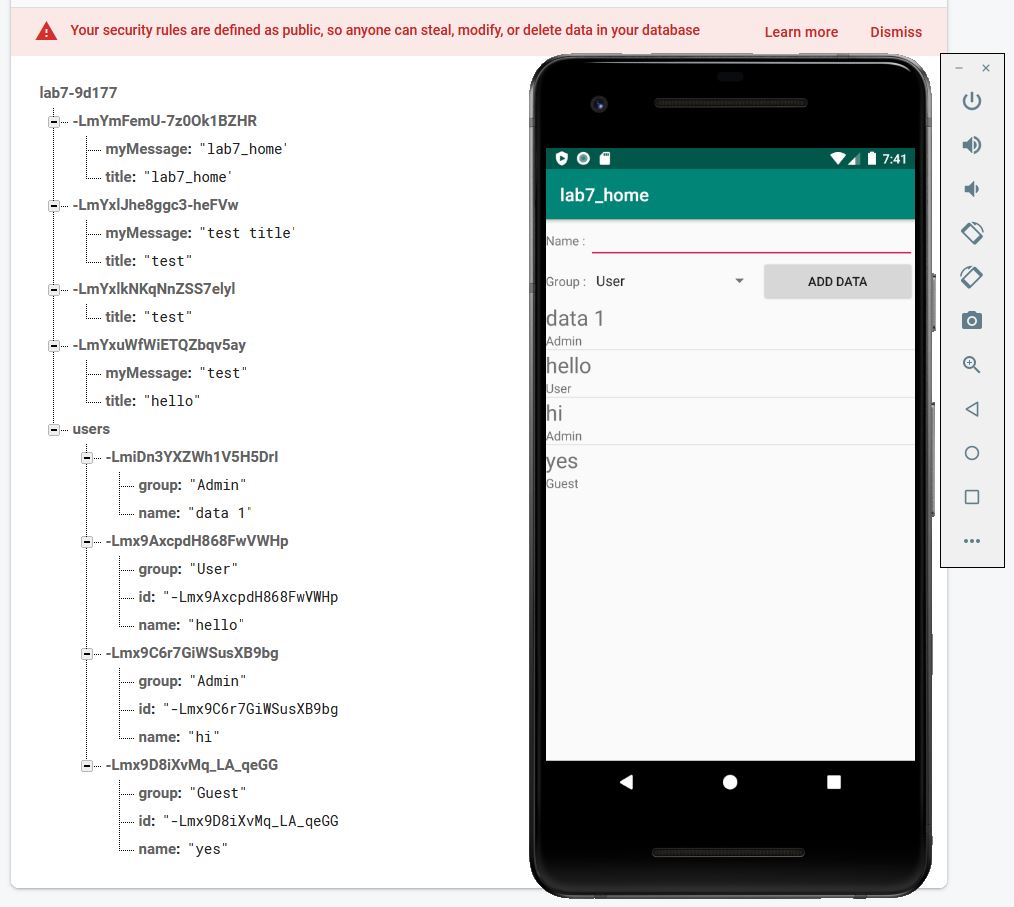 Your security rules are defined as public, so anyone can steal, modify, or delete data in your database
Learn more
Dismiss
lab7-9d177
-LmYmFemU-7z0Ok1BZHR
myMessage: "lab7_home"
title: "lab7_home"
-LmYxlJhe8ggc3-heFVw
myMessage: "test title"
title: "test"
-LmYxlkNKqNnZSS7elyl
title: "test"
-LmYxuWfWiETQZbqv5ay
myMessage: "test"
title: "hello"
users
-LmiDn3YXZWh1V5H5Drl
group: "Admin"
name: "data 1"
-Lmx9AxcpdH868FwVWHp
group: "User"
id: "-Lmx9AxcpdH868FwVWHp
name: "hello"
-Lmx9C6r7GiWSusXB9bg
group: "Admin"
id: "-Lmx9C6r7GiWSusXB9bg
name: "hi"
-Lmx9D8iXvMq_LA_qeGG
group: "Guest"
id: "-Lmx9D8iXvMq_LA_qeGG
name: "yes"
7:41
lab7_home
Name :
Group : User
ADD DATA
data 1
Admin
hello
User
hi
Admin
yes
Guest